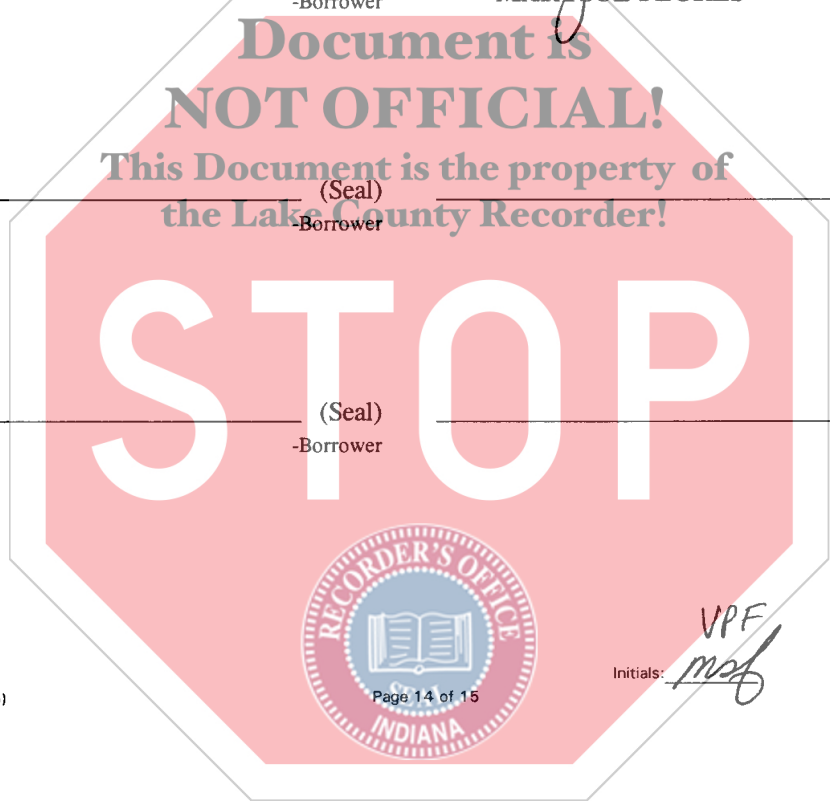 -Borrower
Document is
NOT OFFICIAL!
This Document is the property of
(Seal)
the Lake County Recorder!
-Borrower
STOP
(Seal)
-Borrower
RECORDER'S OFFICE
VPF
Initials: msf
SEAL
Page 14 of 15
INDIANA